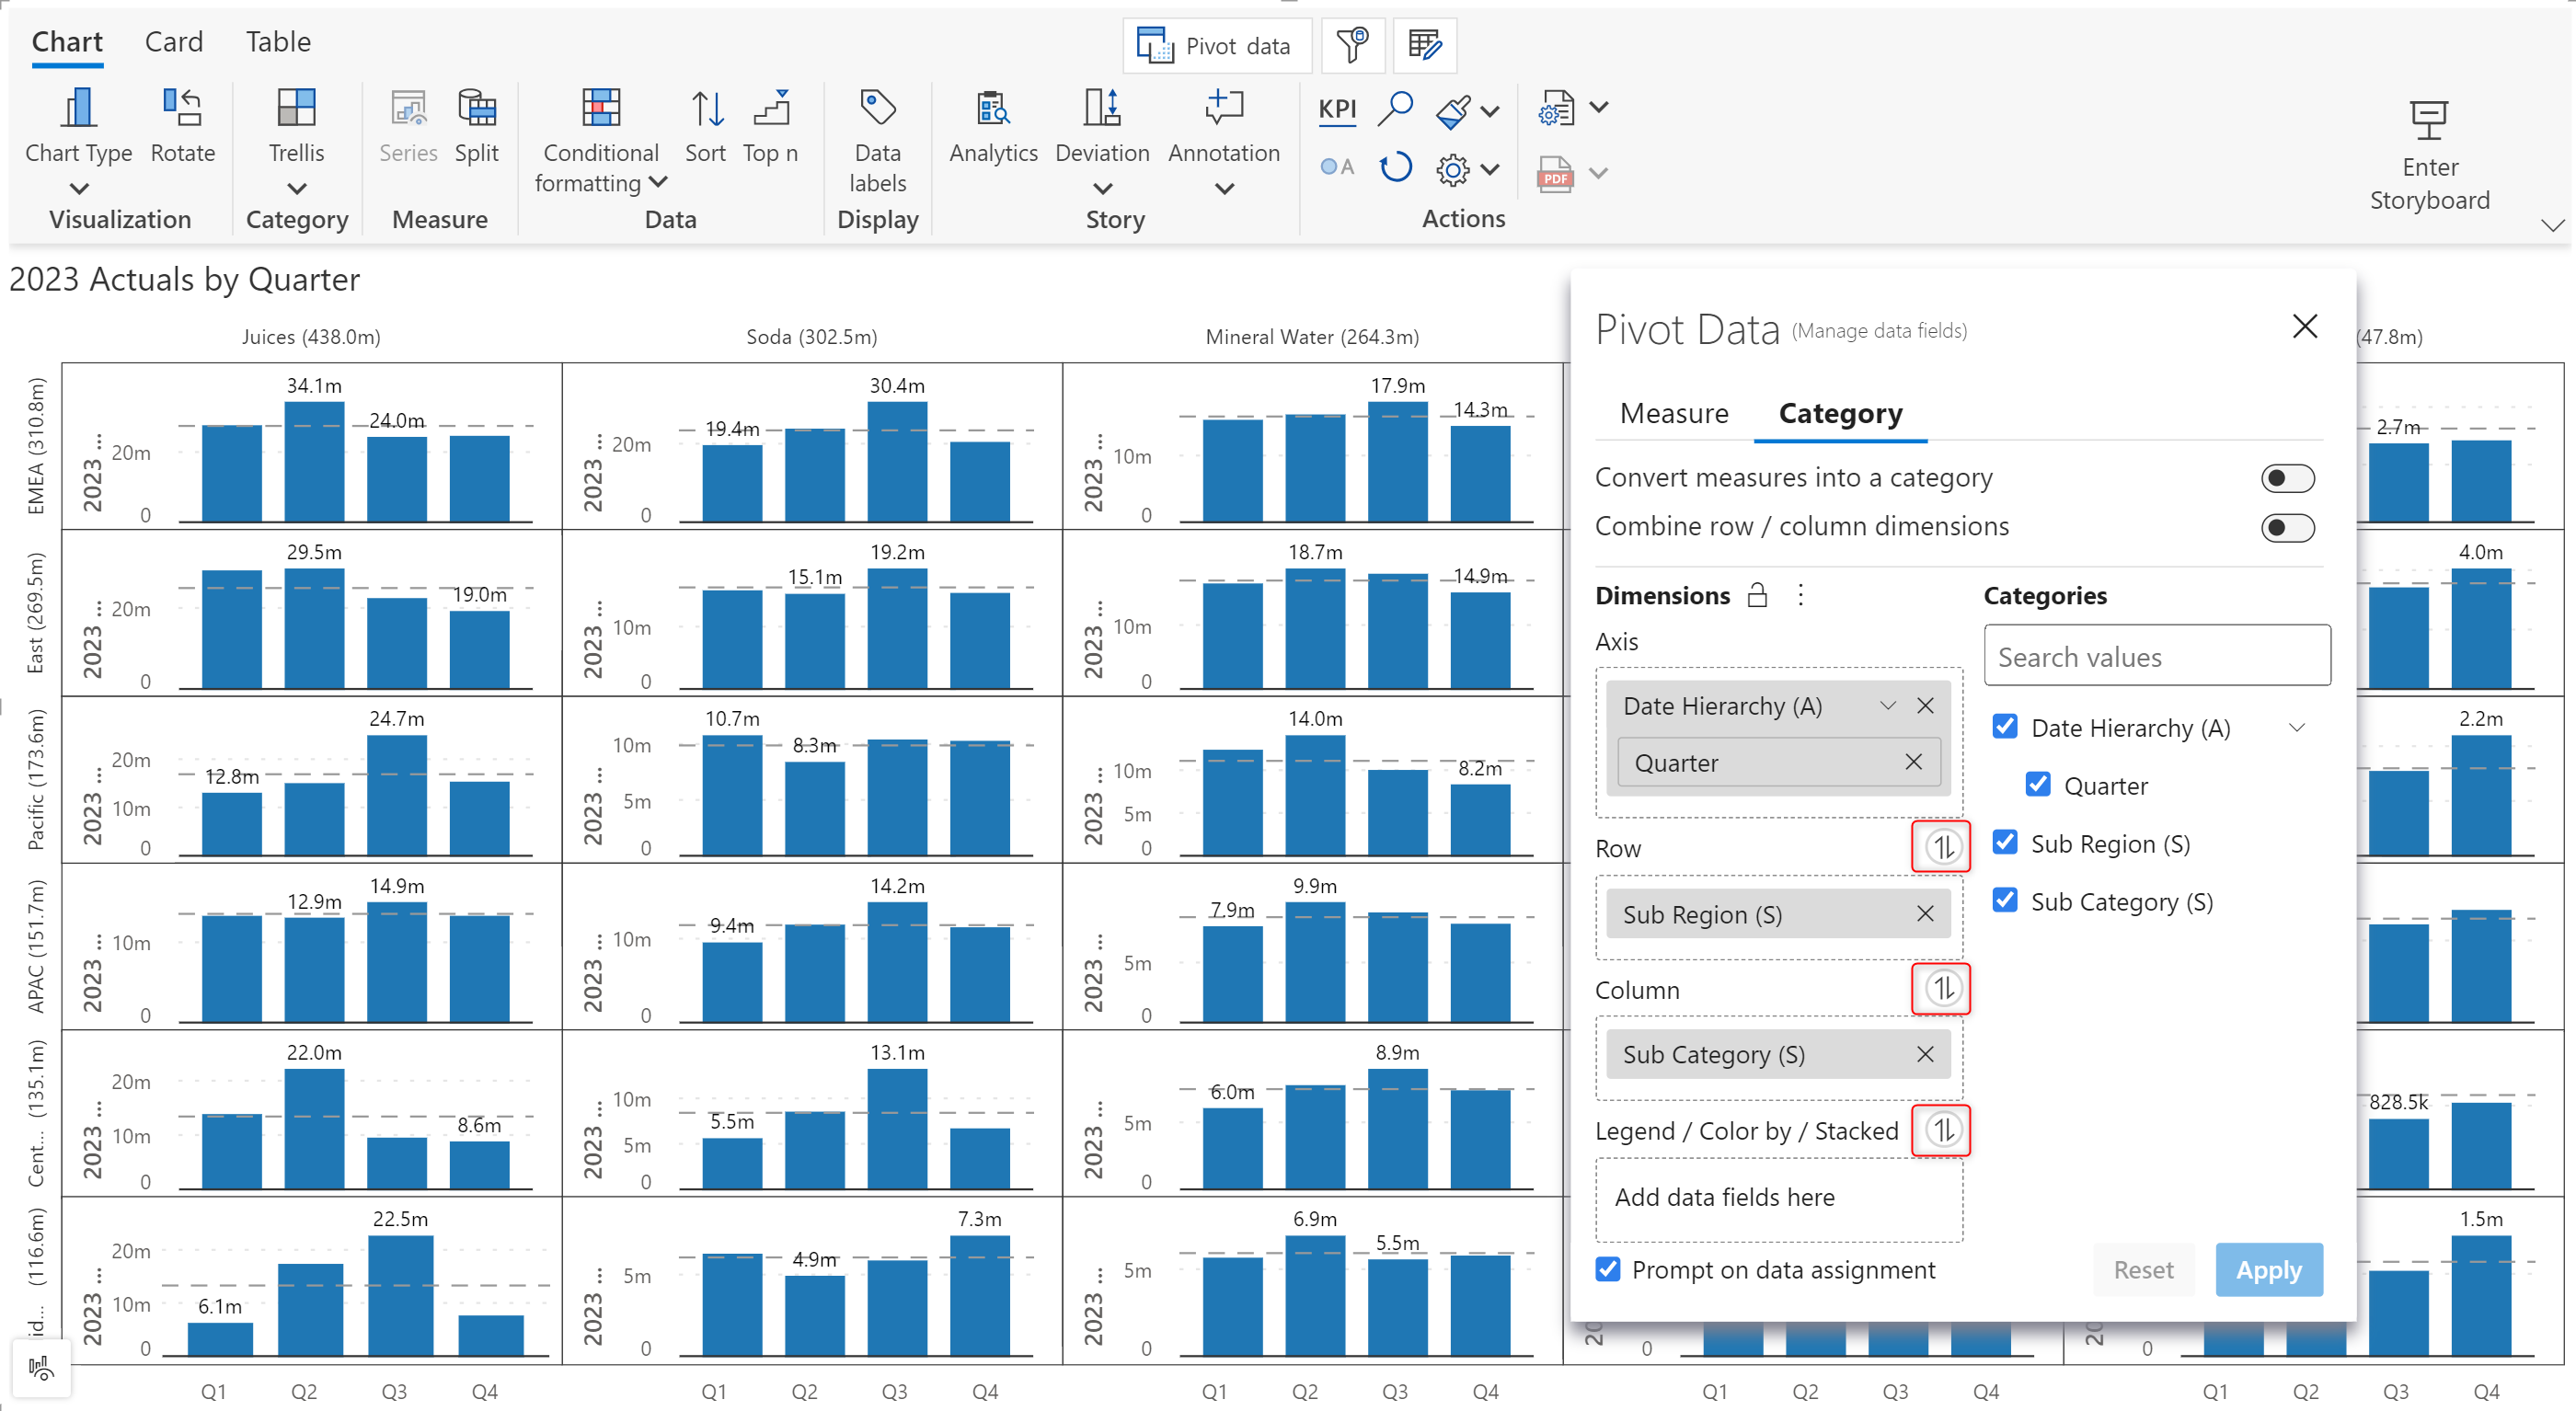 Chart Card Table
Pivot data
KPI
A
PDF
Chart Type Rotate Trellis Series Split Conditional formatting Sort Top n Data labels Analytics Deviation Annotation
Enter Storyboard
Visualization Category Measure Data Display Story Actions
2023 Actuals by Quarter
Juices (438.0m) Soda (302.5m) Mineral Water (264.3m) (47.8m)
EMEA (310.8m)
2023 ... 20m 0 34.1m 24.0m
2023 ... 20m 0 19.4m 30.4m
2023 ... 10m 0 17.9m 14.3m
2.7m
East (269.5m)
2023 ... 20m 0 29.5m 19.0m
2023 ... 10m 0 15.1m 19.2m
2023 ... 10m 0 18.7m 14.9m
4.0m
Pacific (173.6m)
2023 ... 20m 10m 0 12.8m 24.7m
2023 ... 10m 5m 0 10.7m 8.3m
2023 ... 10m 5m 0 14.0m 8.2m
2.2m
APAC (151.7m)
2023 ... 10m 0 12.9m 14.9m
2023 ... 10m 0 9.4m 14.2m
2023 ... 5m 0 7.9m 9.9m
Cent... (135.1m)
2023 ... 20m 10m 0 22.0m 8.6m
2023 ... 10m 5m 0 5.5m 13.1m
2023 ... 5m 0 6.0m 8.9m
828.5k
id... (116.6m)
2023 ... 20m 10m 0 6.1m 22.5m
2023 ... 5m 0 4.9m 7.3m
2023 ... 5m 0 6.9m 5.5m
20 0
20 0 1.5m
Q1 Q2 Q3 Q4 Q1 Q2 Q3 Q4 Q1 Q2 Q3 Q4 Q1 Q2 Q3 Q4 Q1 Q2 Q3 Q4
Pivot Data (Manage data fields)
Measure Category
Convert measures into a category
Combine row / column dimensions
Dimensions
Axis
Date Hierarchy (A)
Quarter
Row
Sub Region (S)
Column
Sub Category (S)
Legend / Color by / Stacked
Add data fields here
Prompt on data assignment
Categories
Search values
Date Hierarchy (A)
Quarter
Sub Region (S)
Sub Category (S)
Reset Apply